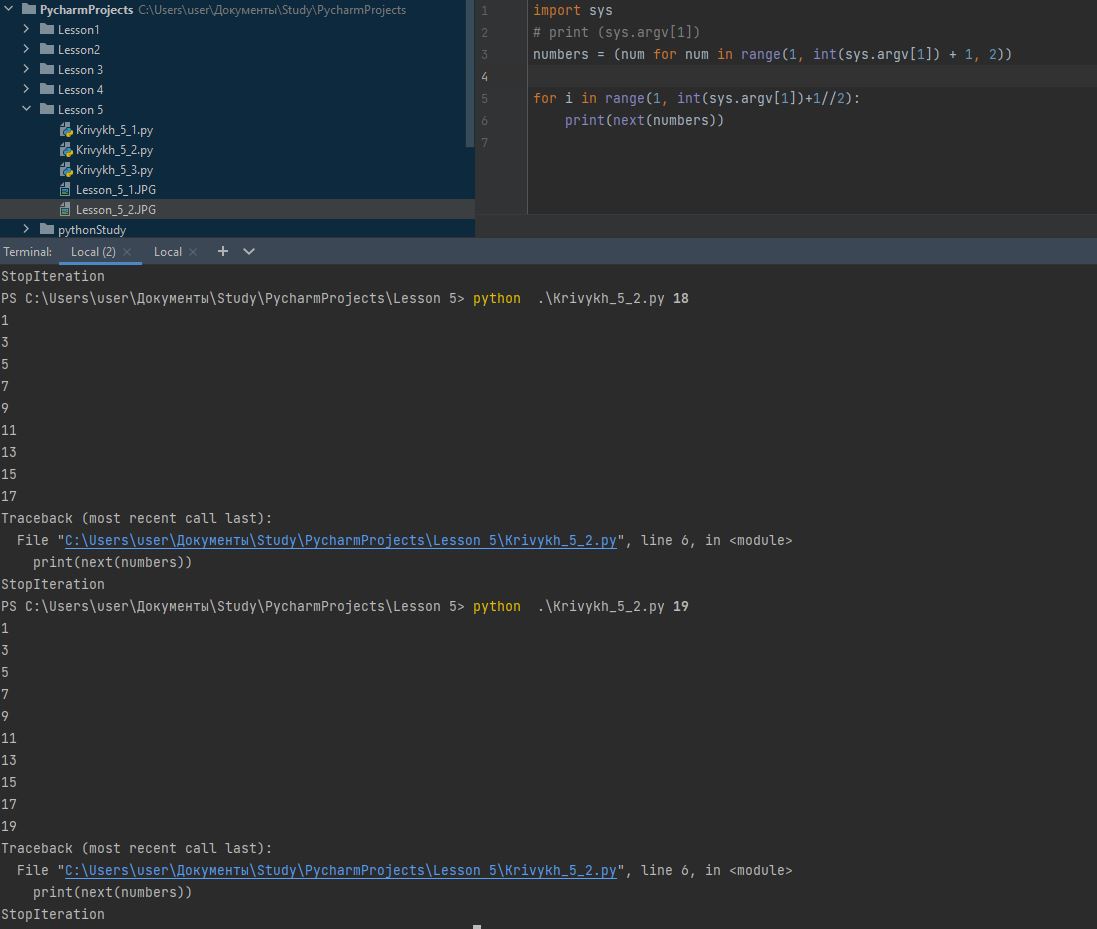 PycharmProjects C:\Users\user\Документы\Study\PycharmProjects
Lesson1
Lesson2
Lesson 3
Lesson 4
Lesson 5
Krivykh_5_1.py
Krivykh_5_2.py
Krivykh_5_3.py
Lesson_5_1.JPG
Lesson_5_2.JPG
pythonStudy
1 import sys
2 # print (sys.argv[1])
3 numbers = (num for num in range(1, int(sys.argv[1]) + 1, 2))
4
5 for i in range(1, int(sys.argv[1])+1//2):
6     print(next(numbers))
7
Terminal: Local (2) × Local × +
StopIteration
PS C:\Users\user\Документы\Study\PycharmProjects\Lesson 5> python  .\Krivykh_5_2.py 18
1
3
5
7
9
11
13
15
17
Traceback (most recent call last):
  File "C:\Users\user\Документы\Study\PycharmProjects\Lesson 5\Krivykh_5_2.py", line 6, in <module>
    print(next(numbers))
StopIteration
PS C:\Users\user\Документы\Study\PycharmProjects\Lesson 5> python  .\Krivykh_5_2.py 19
1
3
5
7
9
11
13
15
17
19
Traceback (most recent call last):
  File "C:\Users\user\Документы\Study\PycharmProjects\Lesson 5\Krivykh_5_2.py", line 6, in <module>
    print(next(numbers))
StopIteration